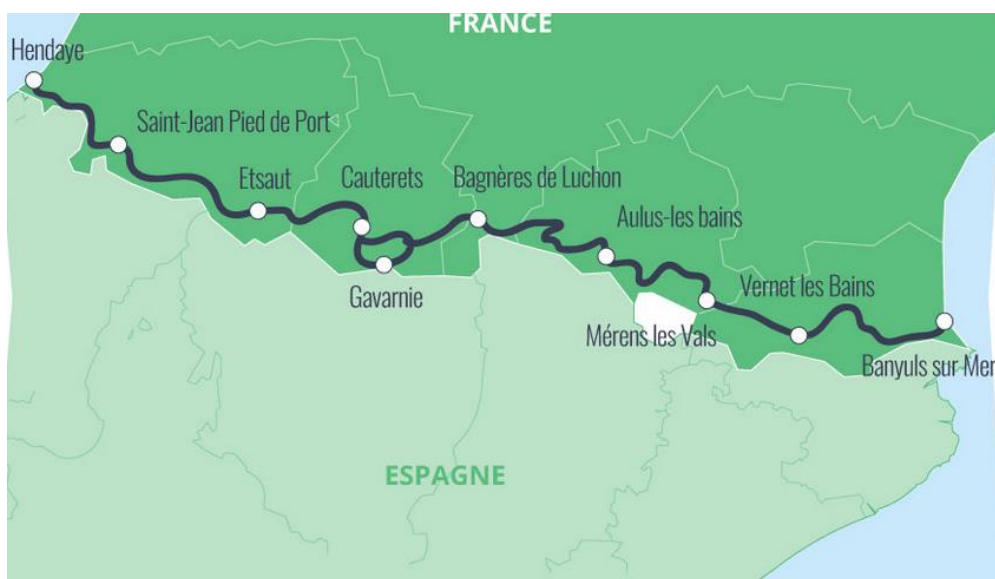 FRANCE
Hendaye
Saint-Jean Pied de Port
Etsaut
Cauterets
Bagnères de Luchon
Aulus-les bains
Gavarnie
Vernet les Bains
Mérens les Vals
Banyuls sur Mer
ESPAGNE